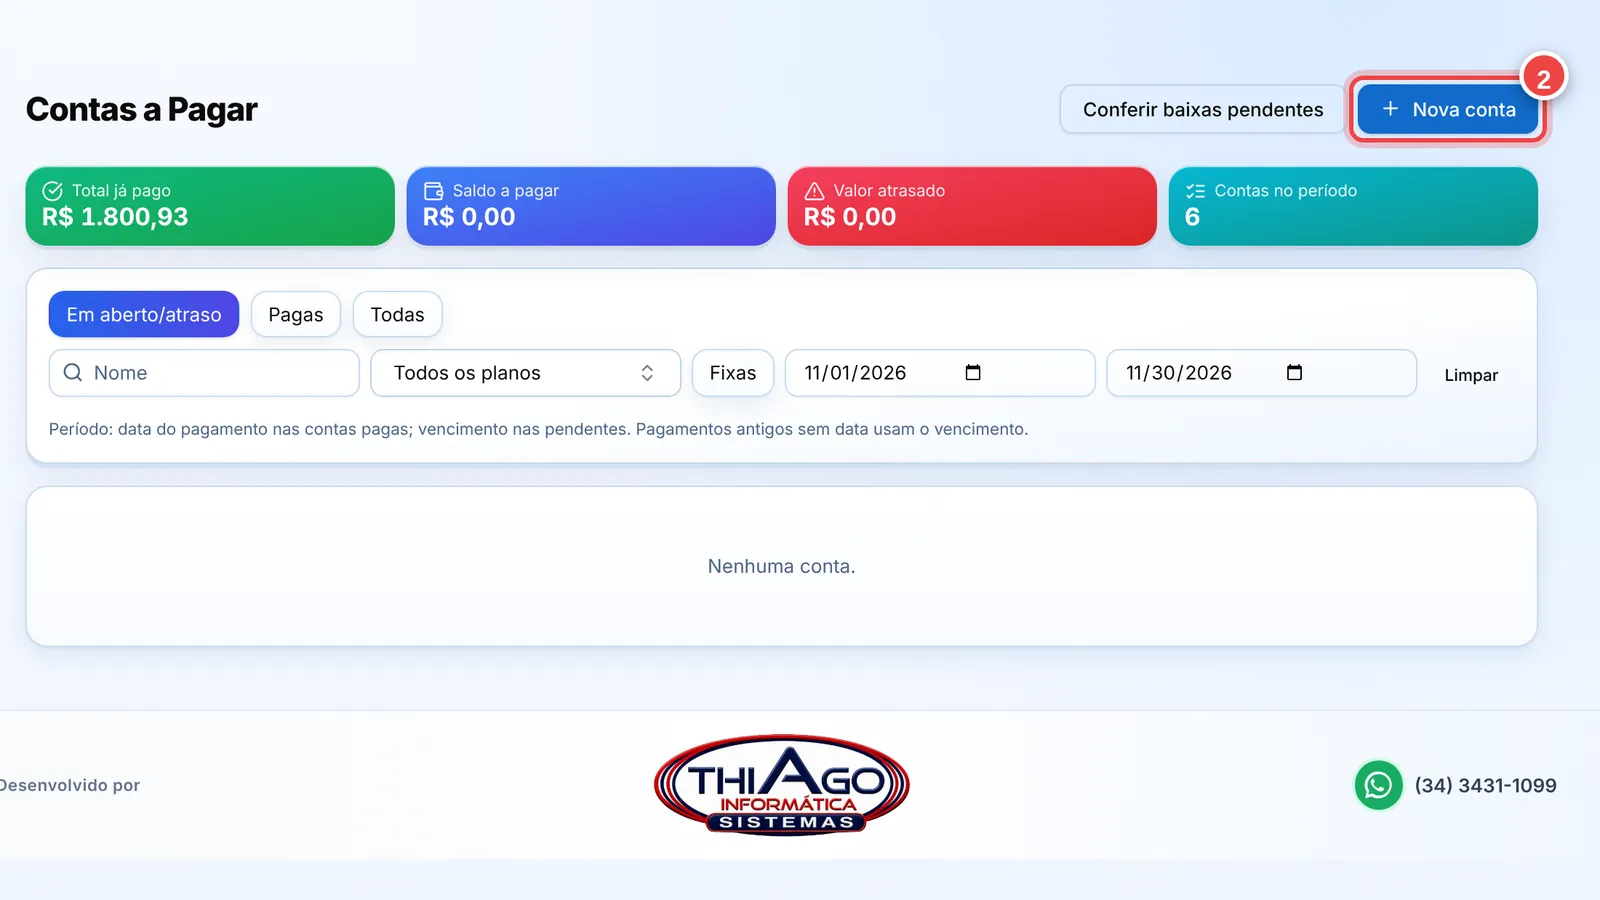 2
Contas a Pagar
Conferir baixas pendentes
+ Nova conta
Total já pago
R$ 1.800,93
Saldo a pagar
R$ 0,00
Valor atrasado
R$ 0,00
Contas no período
6
Em aberto/atraso
Pagas
Todas
Nome
Todos os planos
Fixas
11/01/2026
11/30/2026
Limpar
Período: data do pagamento nas contas pagas; vencimento nas pendentes. Pagamentos antigos sem data usam o vencimento.
Nenhuma conta.
Desenvolvido por
THIAGO
INFORMÁTICA
SISTEMAS
(34) 3431-1099